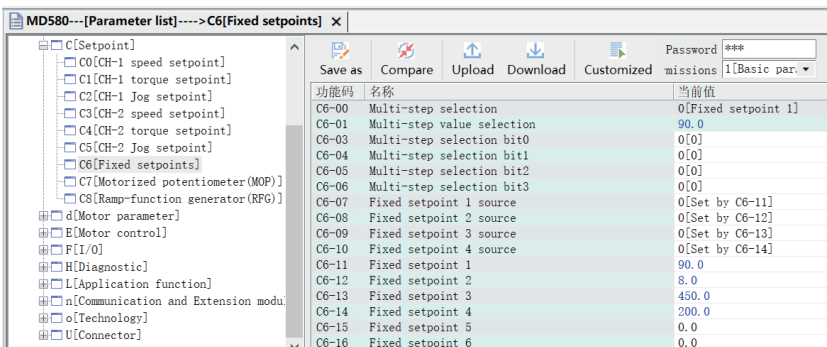 MD580---[Parameter list]---->C6[Fixed setpoints] ×
C[Setpoint]
C0[CH-1 speed setpoint]
C1[CH-1 torque setpoint]
C2[CH-1 Jog setpoint]
C3[CH-2 speed setpoint]
C4[CH-2 torque setpoint]
C5[CH-2 Jog setpoint]
C6[Fixed setpoints]
C7[Motorized potentiometer(MOP)]
C8[Ramp-function generator(RFG)]
d[Motor parameter]
E[Motor control]
F[I/O]
H[Diagnostic]
L[Application function]
n[Communication and Extension modu
o[Technology]
U[Connector]
Save as Compare Upload Download Customized
Password ***
missions 1[Basic par.
功能码 名称 当前值
C6-00 Multi-step selection 0[Fixed setpoint 1]
C6-01 Multi-step value selection 90.0
C6-03 Multi-step selection bit0 0[0]
C6-04 Multi-step selection bit1 0[0]
C6-05 Multi-step selection bit2 0[0]
C6-06 Multi-step selection bit3 0[0]
C6-07 Fixed setpoint 1 source 0[Set by C6-11]
C6-08 Fixed setpoint 2 source 0[Set by C6-12]
C6-09 Fixed setpoint 3 source 0[Set by C6-13]
C6-10 Fixed setpoint 4 source 0[Set by C6-14]
C6-11 Fixed setpoint 1 90.0
C6-12 Fixed setpoint 2 8.0
C6-13 Fixed setpoint 3 450.0
C6-14 Fixed setpoint 4 200.0
C6-15 Fixed setpoint 5 0.0
C6-16 Fixed setpoint 6 0.0